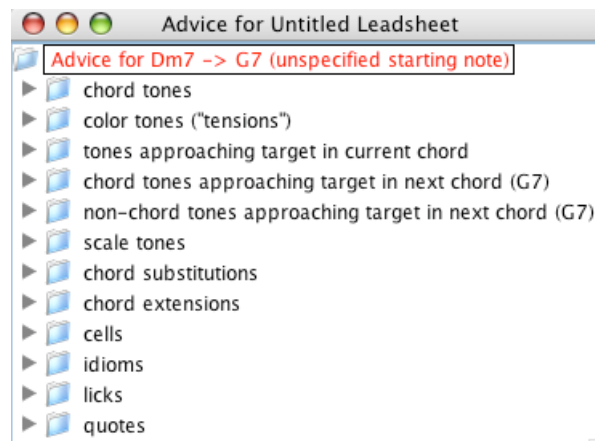 Advice for Untitled Leadsheet
Advice for Dm7 -> G7 (unspecified starting note)
chord tones
color tones ("tensions")
tones approaching target in current chord
chord tones approaching target in next chord (G7)
non-chord tones approaching target in next chord (G7)
scale tones
chord substitutions
chord extensions
cells
idioms
licks
quotes